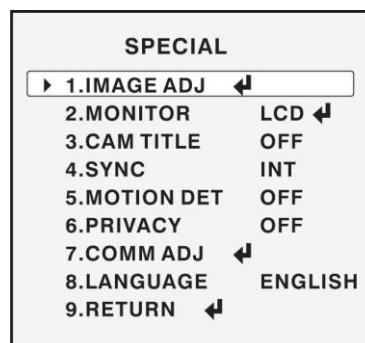 SPECIAL
1.IMAGE ADJ ↲
2.MONITOR LCD ↲
3.CAM TITLE OFF
4.SYNC INT
5.MOTION DET OFF
6.PRIVACY OFF
7.COMM ADJ ↲
8.LANGUAGE ENGLISH
9.RETURN ↲